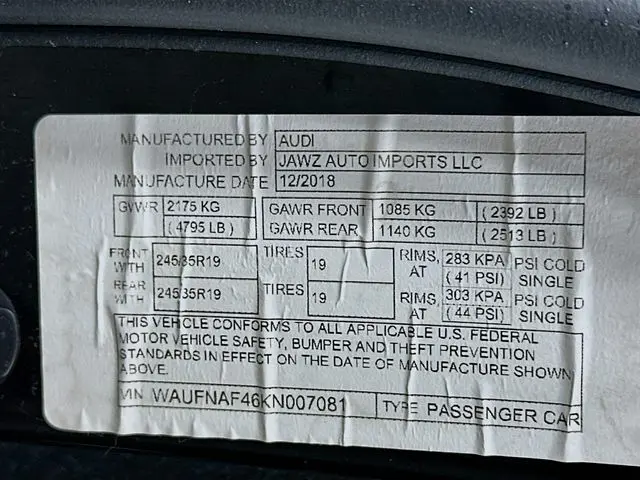 MANUFACTURED BY AUDI
IMPORTED BY JAWZ AUTO IMPORTS LLC
MANUFACTURE DATE 12/2018
GVWR 2175 KG GAWR FRONT 1085 KG (2392 LB)
(4795 LB) GAWR REAR 1140 KG (2513 LB)
FRONT WITH 245/35R19 TIRES 19 RIMS, AT 283 KPA (41 PSI) PSI COLD SINGLE
REAR WITH 245/35R19 TIRES 19 RIMS, AT 303 KPA (44 PSI) PSI COLD SINGLE
THIS VEHICLE CONFORMS TO ALL APPLICABLE U.S. FEDERAL
MOTOR VEHICLE SAFETY, BUMPER AND THEFT PREVENTION
STANDARDS IN EFFECT ON THE DATE OF MANUFACTURE SHOWN
ABOVE.
VIN WAUFNAF46KN007081 TYPE PASSENGER CAR